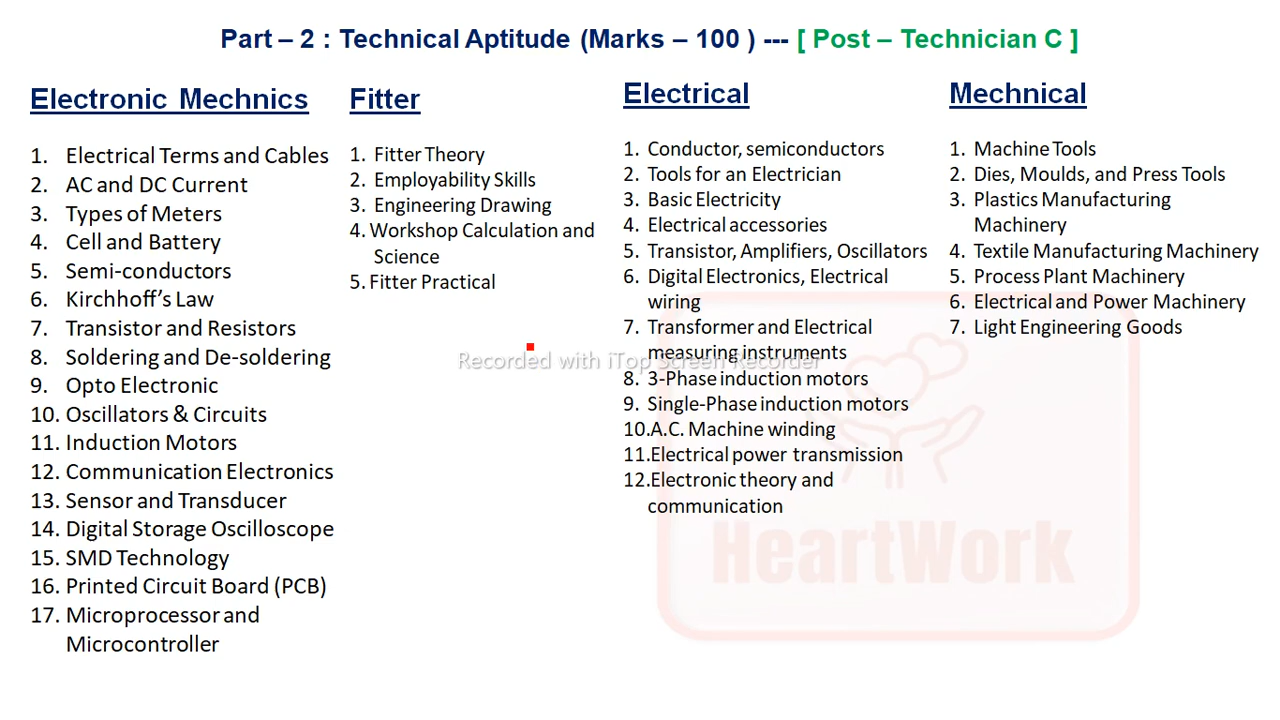 Part – 2 : Technical Aptitude (Marks – 100 ) --- [ Post – Technician C ]
Electronic Mechnics
1. Electrical Terms and Cables
2. AC and DC Current
3. Types of Meters
4. Cell and Battery
5. Semi-conductors
6. Kirchhoff's Law
7. Transistor and Resistors
8. Soldering and De-soldering
9. Opto Electronic
10. Oscillators & Circuits
11. Induction Motors
12. Communication Electronics
13. Sensor and Transducer
14. Digital Storage Oscilloscope
15. SMD Technology
16. Printed Circuit Board (PCB)
17. Microprocessor and
Microcontroller
Fitter
1. Fitter Theory
2. Employability Skills
3. Engineering Drawing
4. Workshop Calculation and
Science
5. Fitter Practical
Electrical
1. Conductor, semiconductors
2. Tools for an Electrician
3. Basic Electricity
4. Electrical accessories
5. Transistor, Amplifiers, Oscillators
6. Digital Electronics, Electrical
wiring
7. Transformer and Electrical
measuring instruments
8. 3-Phase induction motors
9. Single-Phase induction motors
10.A.C. Machine winding
11.Electrical power transmission
12.Electronic theory and
communication
Mechnical
1. Machine Tools
2. Dies, Moulds, and Press Tools
3. Plastics Manufacturing
Machinery
4. Textile Manufacturing Machinery
5. Process Plant Machinery
6. Electrical and Power Machinery
7. Light Engineering Goods
Recorded with iTop Screen Recorder
HeartWork